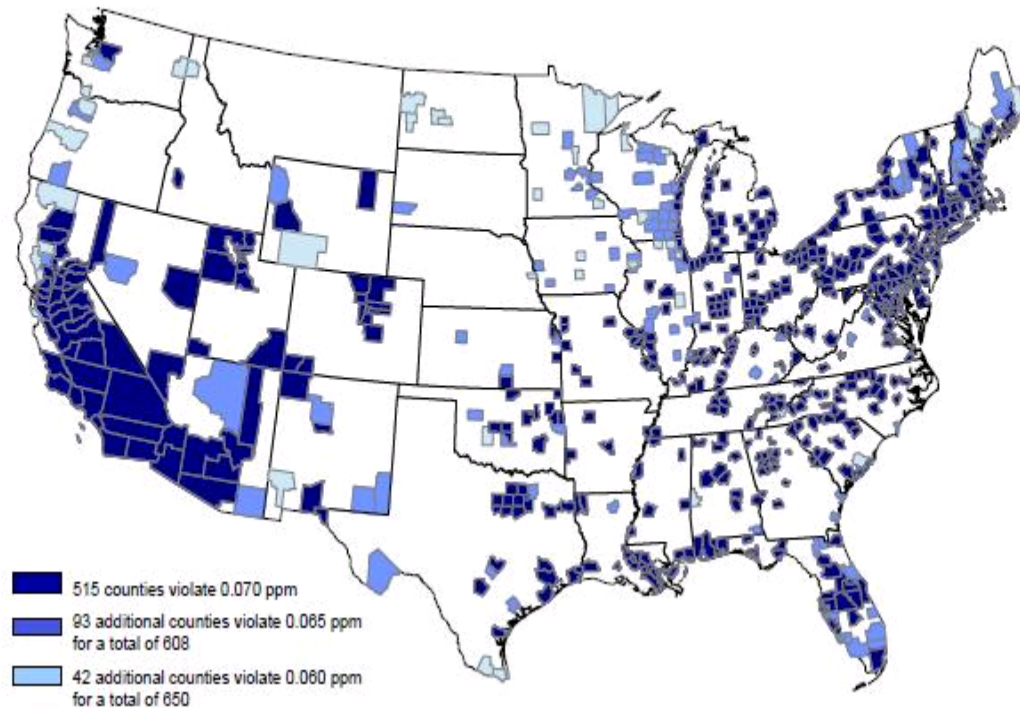 515 counties violate 0.070 ppm
93 additional counties violate 0.065 ppm
for a total of 608
42 additional counties violate 0.060 ppm
for a total of 650